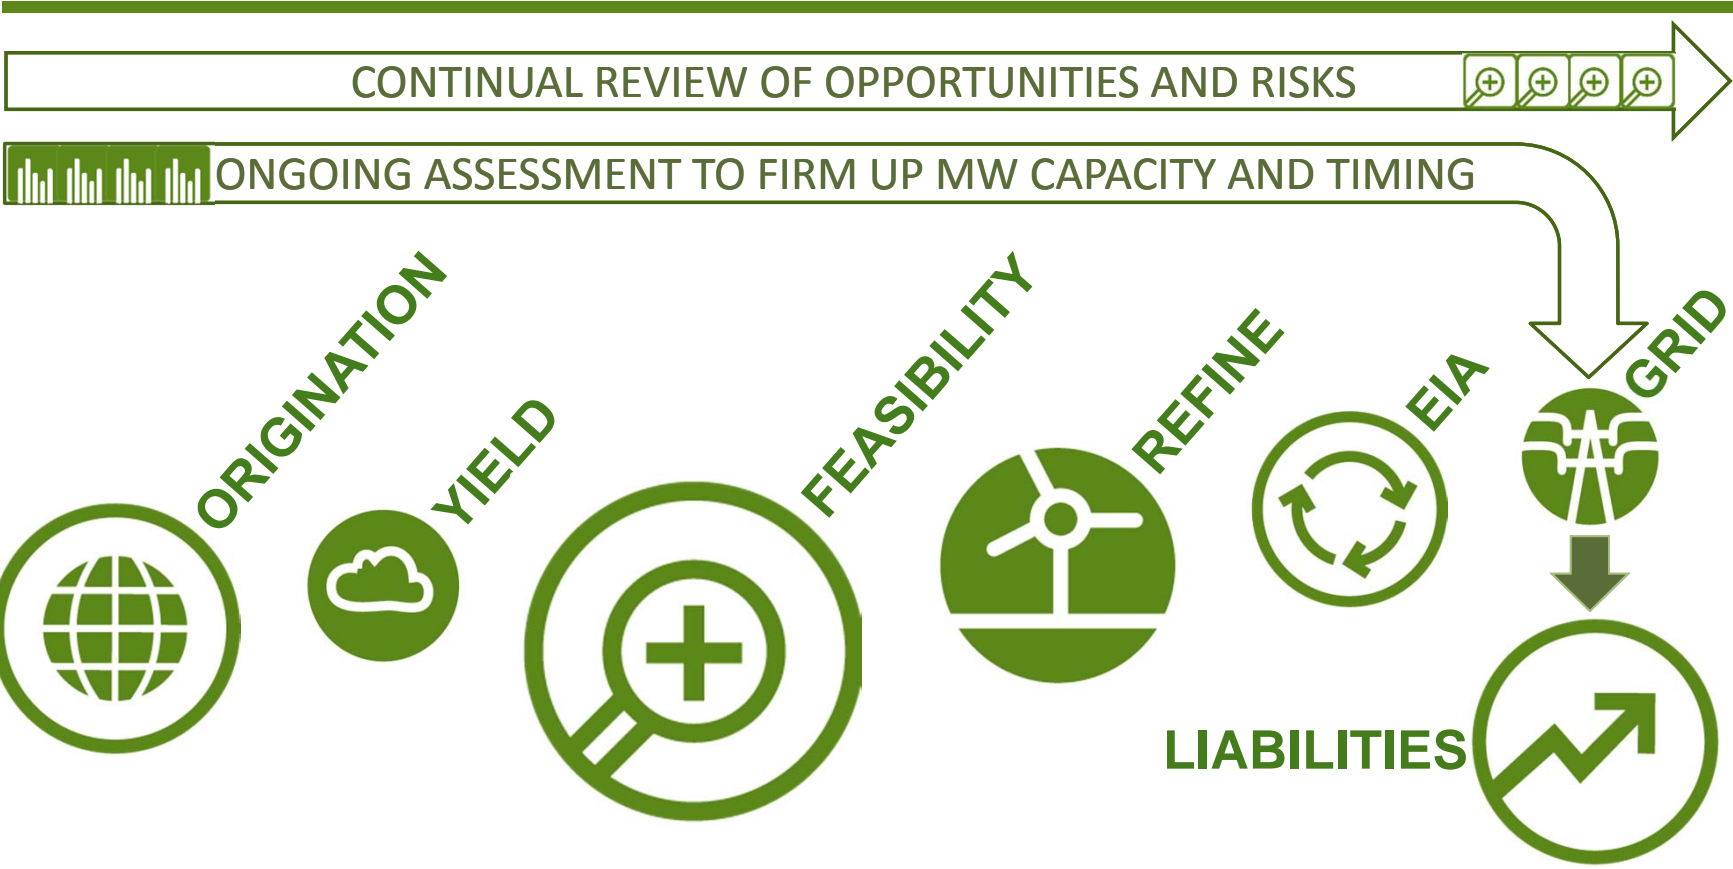 CONTINUAL REVIEW OF OPPORTUNITIES AND RISKS
ONGOING ASSESSMENT TO FIRM UP MW CAPACITY AND TIMING
ORIGINATION
YIELD
FEASIBILITY
REFINE
EIA
GRID
LIABILITIES